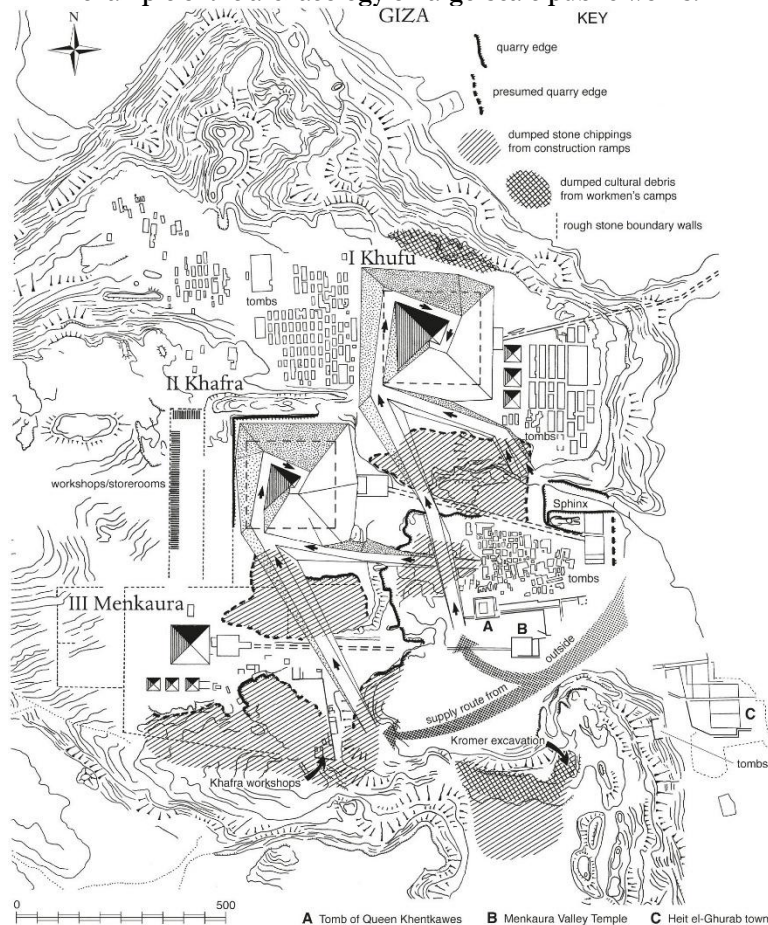 GIZA
KEY
N
quarry edge
presumed quarry edge
dumped stone chippings
from construction ramps
dumped cultural debris
from workmen's camps
rough stone boundary walls
I Khufu
tombs
II Khafra
tombs
workshops/storerooms
Sphinx
tombs
III Menkaura
A
B
outside
supply route from
C
Kromer excavation
tombs
Khafra workshops
0 500
A Tomb of Queen Khentkawes B Menkaura Valley Temple C Heit el-Ghurab town